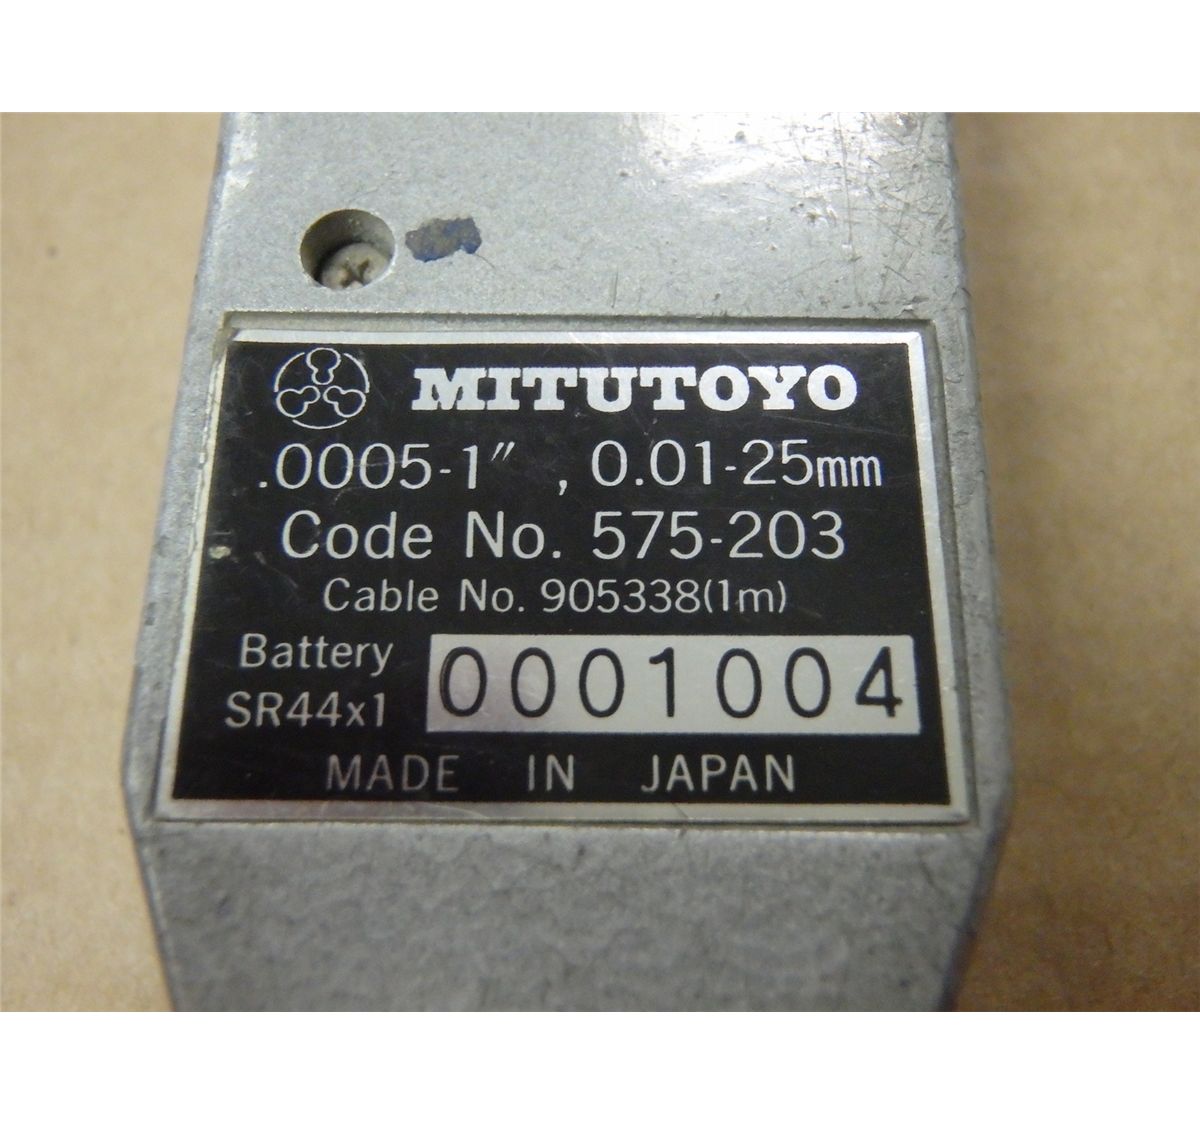 MITUTOYO
.0005-1″ , 0.01-25mm
Code No. 575-203
Cable No. 905338(1m)
Battery
SR44x1
0001004
MADE IN JAPAN